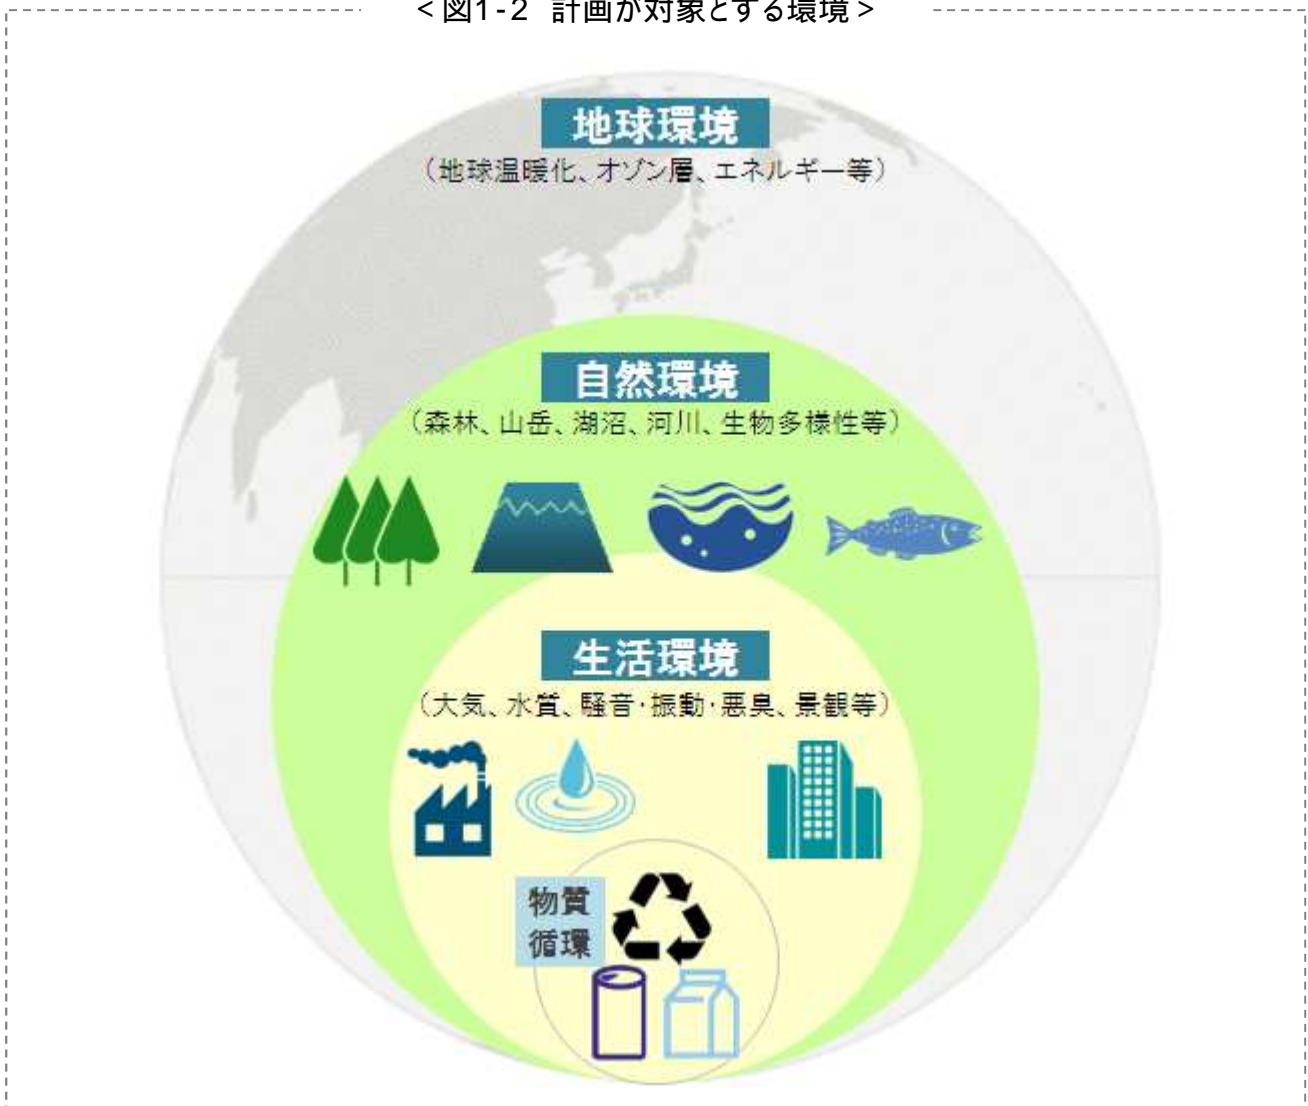 <図1-2 計画が対象とする環境>
地球環境
(地球温暖化、オゾン層、エネルギー等)
自然環境
(森林、山岳、湖沼、河川、生物多様性等)
生活環境
(大気、水質、騒音・振動・悪臭、景観等)
物質
循環